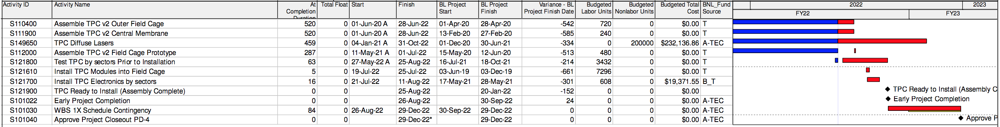 Activity ID Activity Name At Completion Duration Total Float Start Finish BL Project Start BL Project Finish Variance - BL Project Finish Date Budgeted Labor Units Budgeted Nonlabor Units Budgeted Total Cost BNL_Fund Source 2022 2023
FY22 FY23
S110400 Assemble TPC v2 Outer Field Cage 520 0 01-Jun-20 A 28-Jun-22 01-Apr-20 28-Apr-20 -542 720 0 $0.00 T
S111900 Assemble TPC v2 Central Membrane 520 0 01-Jun-20 A 28-Jun-22 13-Feb-20 27-Feb-20 -585 240 0 $0.00 T
S149650 TPC Diffuse Lasers 459 0 04-Jan-21 A 31-Oct-22 01-Dec-20 30-Jun-21 -334 0 200000 $232,136.86 A-TEC
S112000 Assemble TPC v2 Field Cage Prototype 287 0 11-May-21 A 01-Jul-22 15-May-20 12-Jun-20 -513 480 0 $0.00 T
S121800 Test TPC by sectors Prior to Installation 63 0 27-May-22 A 25-Aug-22 16-Jul-21 18-Oct-21 -214 3432 0 $0.00 T
S121610 Install TPC Modules into Field Cage 5 0 19-Jul-22 25-Jul-22 03-Jun-19 03-Dec-19 -661 7296 0 $0.00 T
S121700 Install TPC Electronics by sectors 16 0 21-Jul-22 11-Aug-22 17-May-21 28-May-21 -301 608 0 $19,371.55 B_T
S121900 TPC Ready to Install (Assembly Complete) 0 0 25-Aug-22 20-Jan-22 -152 0 0 $0.00 TPC Ready to Install (Assembly C
S101022 Early Project Completion 0 0 26-Aug-22 30-Sep-22 24 0 0 $0.00 A-TEC Early Project Completion
S101030 WBS 1X Schedule Contingency 84 0 26-Aug-22 29-Dec-22 30-Sep-22 29-Dec-22 0 0 0 $0.00 A-TEC
S101040 Approve Project Closeout PD-4 0 0 29-Dec-22* 29-Dec-22 0 0 0 $0.00 A-TEC Approve P